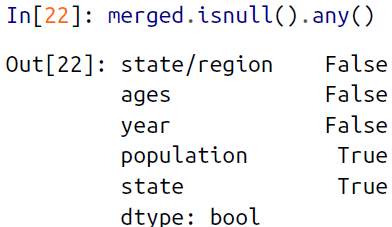 In[22]: merged.isnull().any()
Out[22]: state/region    False
         ages            False
         year            False
         population       True
         state            True
         dtype: bool